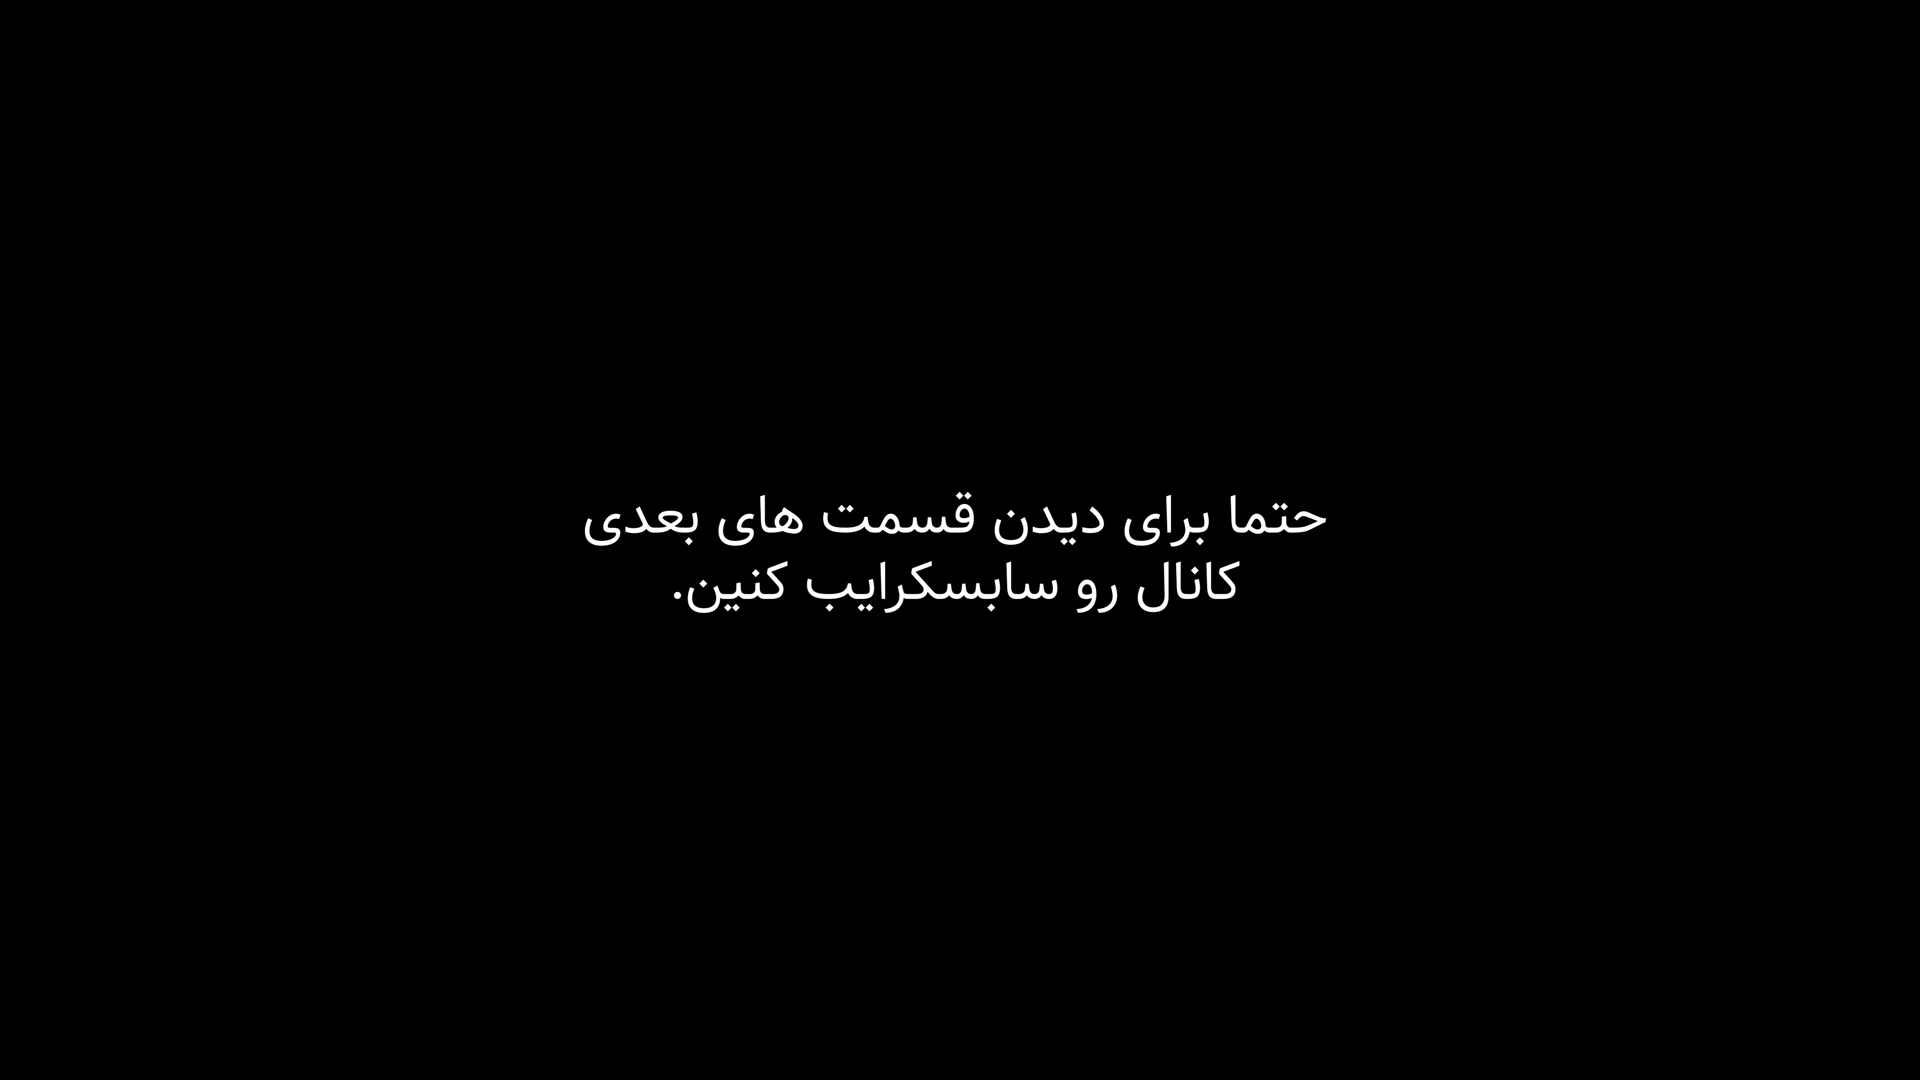 حتما برای دیدن قسمت های بعدی
کانال رو سابسکرایب کنین.